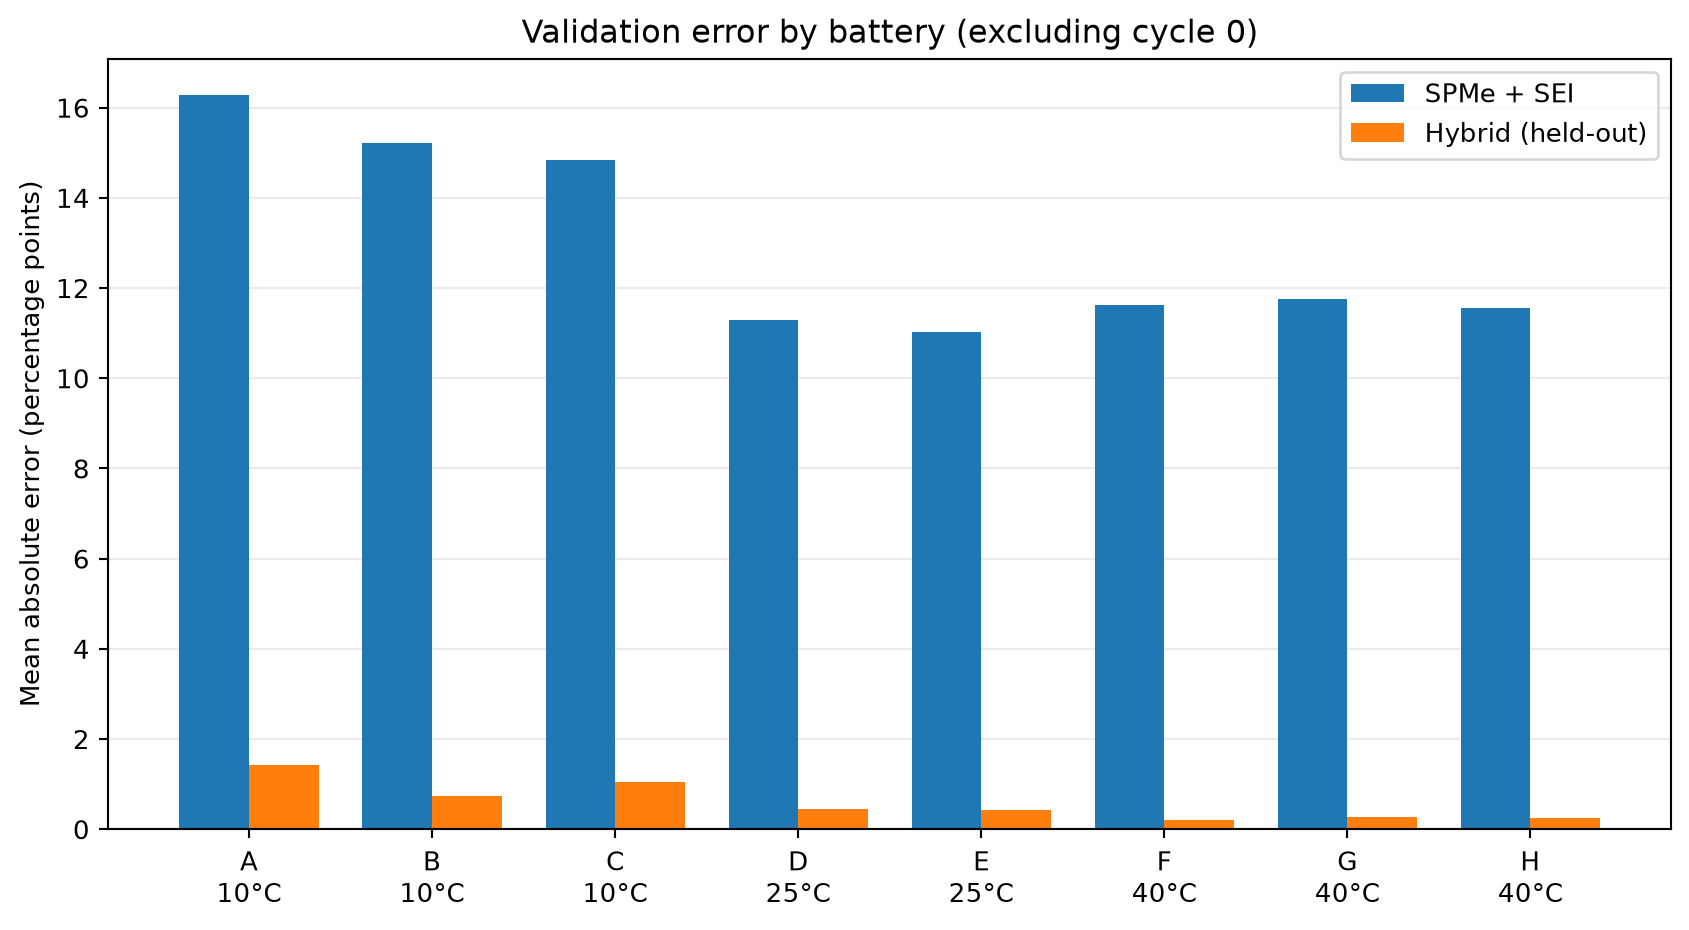 Validation error by battery (excluding cycle 0)
SPMe + SEI
Hybrid (held-out)
Mean absolute error (percentage points)
16
14
12
10
8
6
4
2
0
A B C D E F G H
10°C 10°C 10°C 25°C 25°C 40°C 40°C 40°C